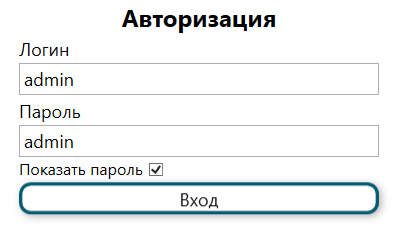 Авторизация
Логин
admin
Пароль
admin
Показать пароль
Вход